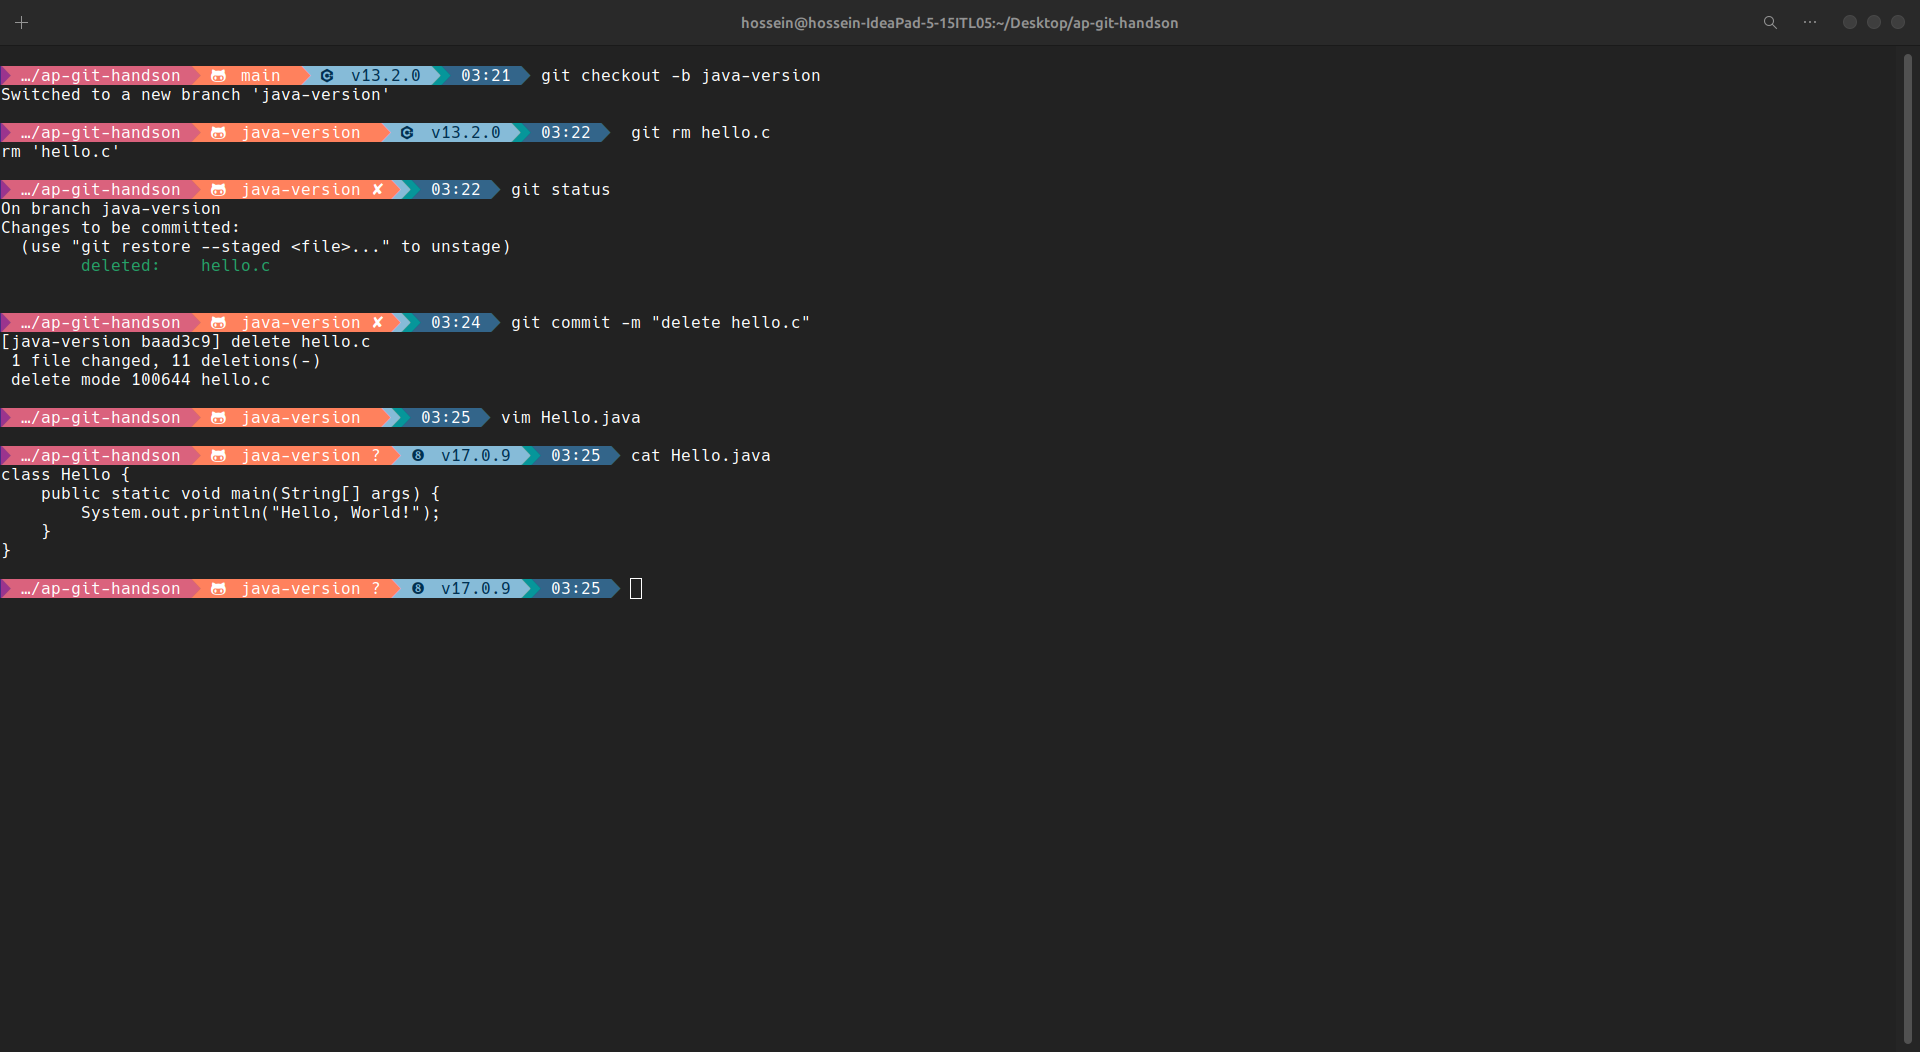 hossein@hossein-IdeaPad-5-15ITL05:~/Desktop/ap-git-handson
…/ap-git-handson main v13.2.0 03:21 git checkout -b java-version
Switched to a new branch 'java-version'
…/ap-git-handson java-version v13.2.0 03:22 git rm hello.c
rm 'hello.c'
…/ap-git-handson java-version ✘ 03:22 git status
On branch java-version
Changes to be committed:
  (use "git restore --staged <file>..." to unstage)
        deleted:    hello.c
…/ap-git-handson java-version ✘ 03:24 git commit -m "delete hello.c"
[java-version baad3c9] delete hello.c
 1 file changed, 11 deletions(-)
 delete mode 100644 hello.c
…/ap-git-handson java-version 03:25 vim Hello.java
…/ap-git-handson java-version ? v17.0.9 03:25 cat Hello.java
class Hello {
    public static void main(String[] args) {
        System.out.println("Hello, World!");
    }
}
…/ap-git-handson java-version ? v17.0.9 03:25